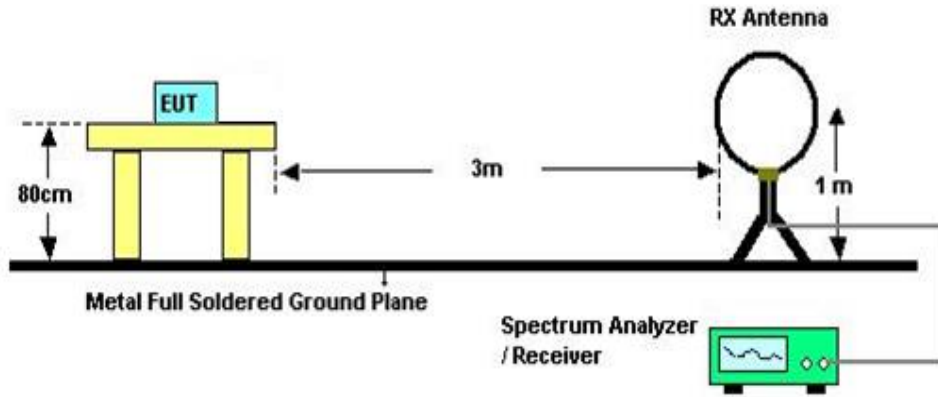 RX Antenna
EUT
3m
80cm
1 m
Metal Full Soldered Ground Plane
Spectrum Analyzer
/ Receiver